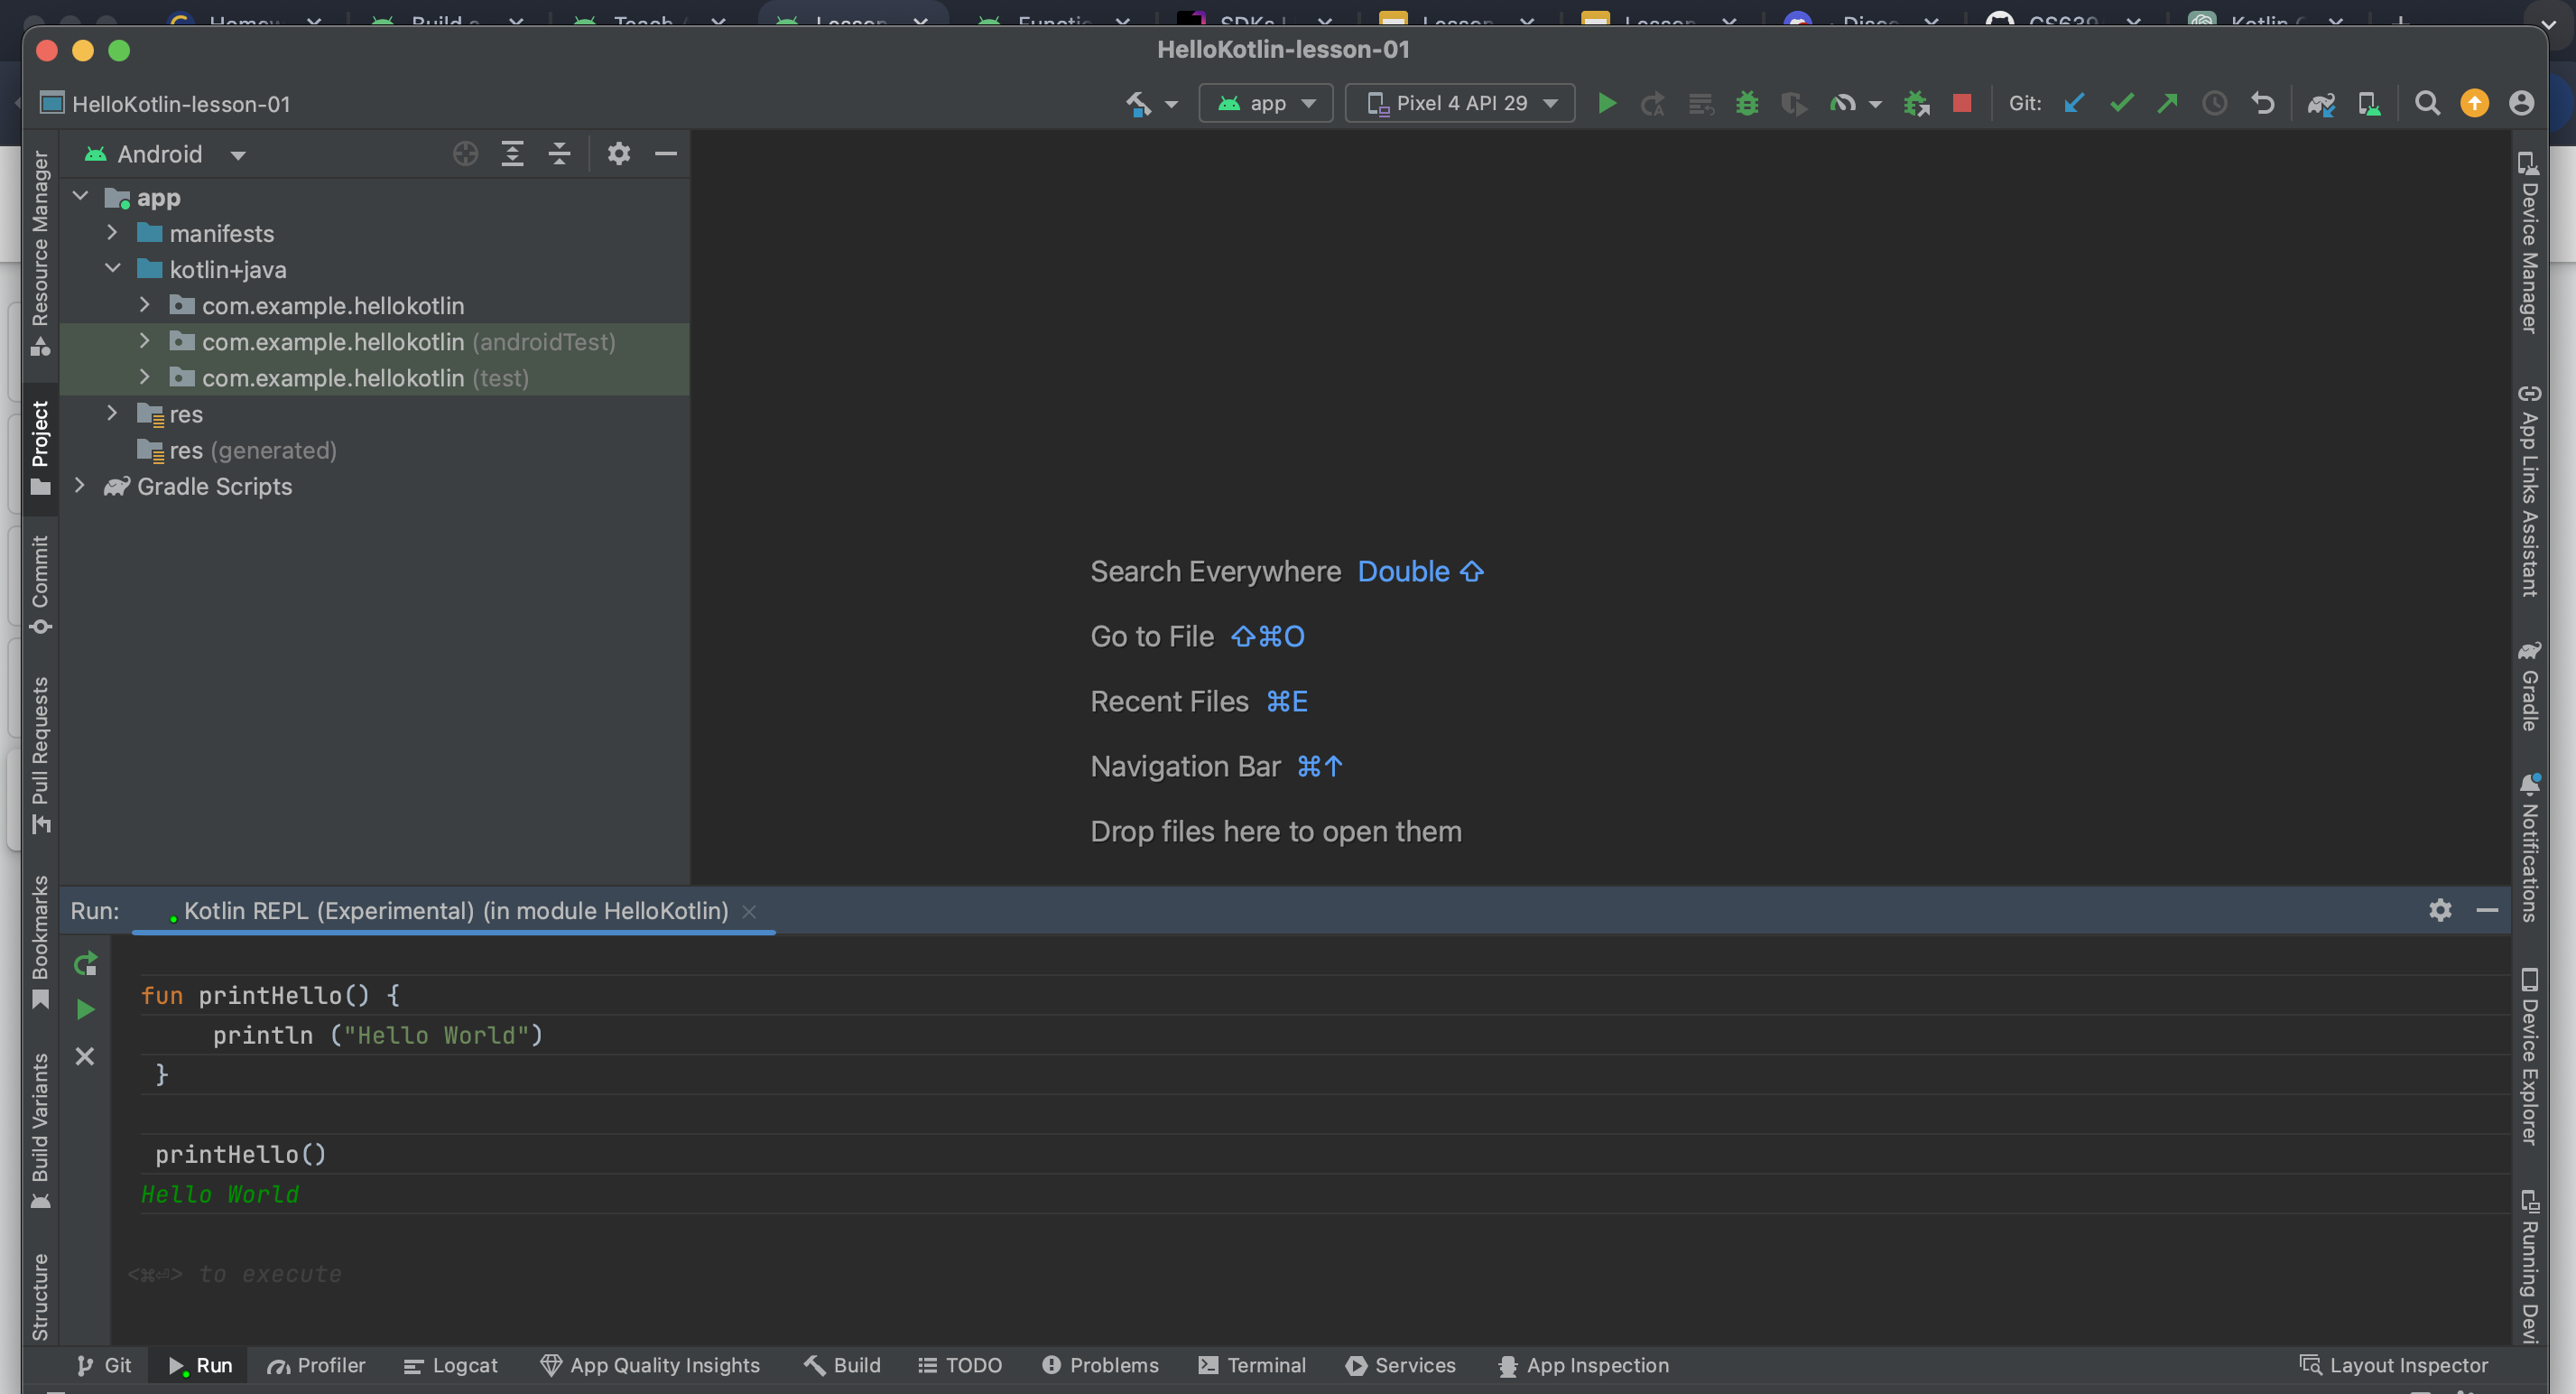 HelloKotlin-lesson-01
HelloKotlin-lesson-01
app
Pixel 4 API 29
Git:
Android
app
manifests
kotlin+java
com.example.hellokotlin
com.example.hellokotlin (androidTest)
com.example.hellokotlin (test)
res
res (generated)
Gradle Scripts
Resource Manager
Project
Commit
Pull Requests
Bookmarks
Build Variants
Structure
Search Everywhere Double ⇧
Go to File ⇧⌘O
Recent Files ⌘E
Navigation Bar ⌘↑
Drop files here to open them
Device Manager
App Links Assistant
Gradle
Notifications
Device Explorer
Running Devi
Run: Kotlin REPL (Experimental) (in module HelloKotlin)
fun printHello() {
println ("Hello World")
}
printHello()
Hello World
<⌘⏎> to execute
Git
Run
Profiler
Logcat
App Quality Insights
Build
TODO
Problems
Terminal
Services
App Inspection
Layout Inspector